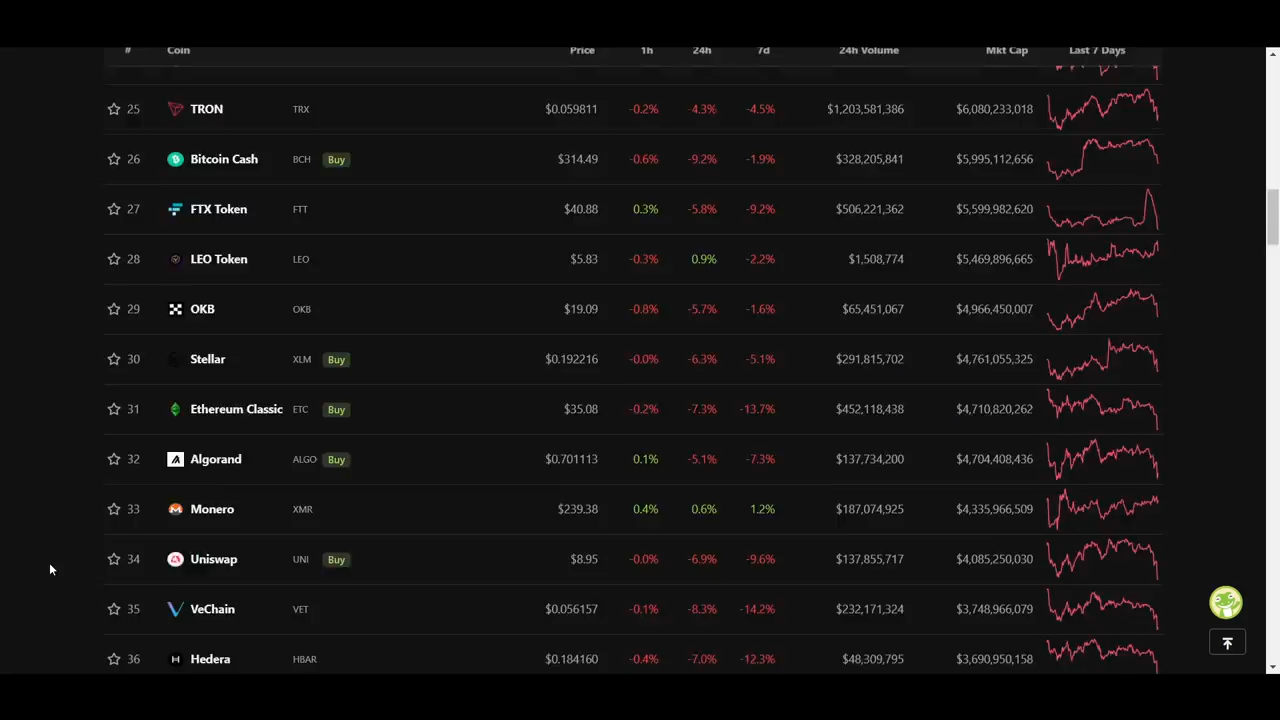 # Coin Price 1h 24h 7d 24h Volume Mkt Cap Last 7 Days
25 TRON TRX $0.059811 -0.2% -4.3% -4.5% $1,203,581,386 $6,080,233,018
26 Bitcoin Cash BCH Buy $314.49 -0.6% -9.2% -1.9% $328,205,841 $5,995,112,656
27 FTX Token FTT $40.88 0.3% -5.8% -9.2% $506,221,362 $5,599,982,620
28 LEO Token LEO $5.83 -0.3% 0.9% -2.2% $1,508,774 $5,469,896,665
29 OKB OKB $19.09 -0.8% -5.7% -1.6% $65,451,067 $4,966,450,007
30 Stellar XLM Buy $0.192216 -0.0% -6.3% -5.1% $291,815,702 $4,761,055,325
31 Ethereum Classic ETC Buy $35.08 -0.2% -7.3% -13.7% $452,118,438 $4,710,820,262
32 Algorand ALGO Buy $0.701113 0.1% -5.1% -7.3% $137,734,200 $4,704,408,436
33 Monero XMR $239.38 0.4% 0.6% 1.2% $187,074,925 $4,335,966,509
34 Uniswap UNI Buy $8.95 -0.0% -6.9% -9.6% $137,855,717 $4,085,250,030
35 VeChain VET $0.056157 -0.1% -8.3% -14.2% $232,171,324 $3,748,966,079
36 Hedera HBAR $0.184160 -0.4% -7.0% -12.3% $48,309,795 $3,690,950,158